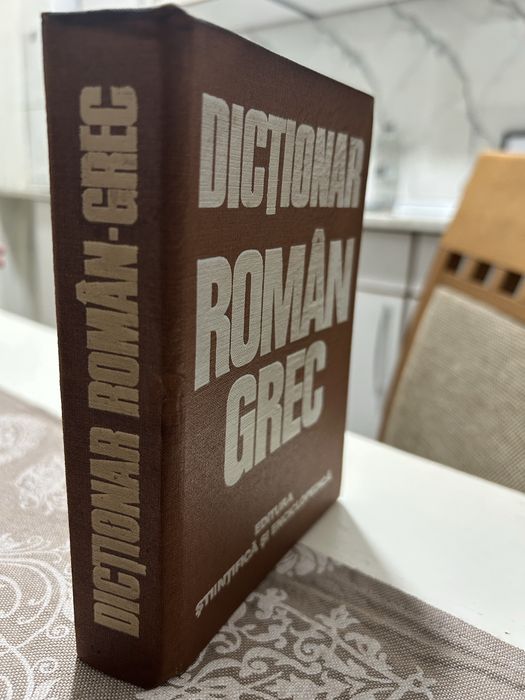 DICȚIONAR ROMÂN-GREC
DICȚIONAR
ROMÂN
GREC
EDITURA
ȘTIINȚIFICĂ ȘI ENCICLOPEDICĂ